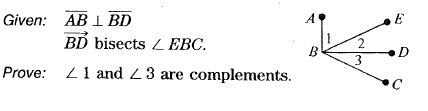 Given: AB ⊥ BD
BD bisects ∠ EBC.
Prove: ∠ 1 and ∠ 3 are complements.
A
E
1
2
B
D
3
C